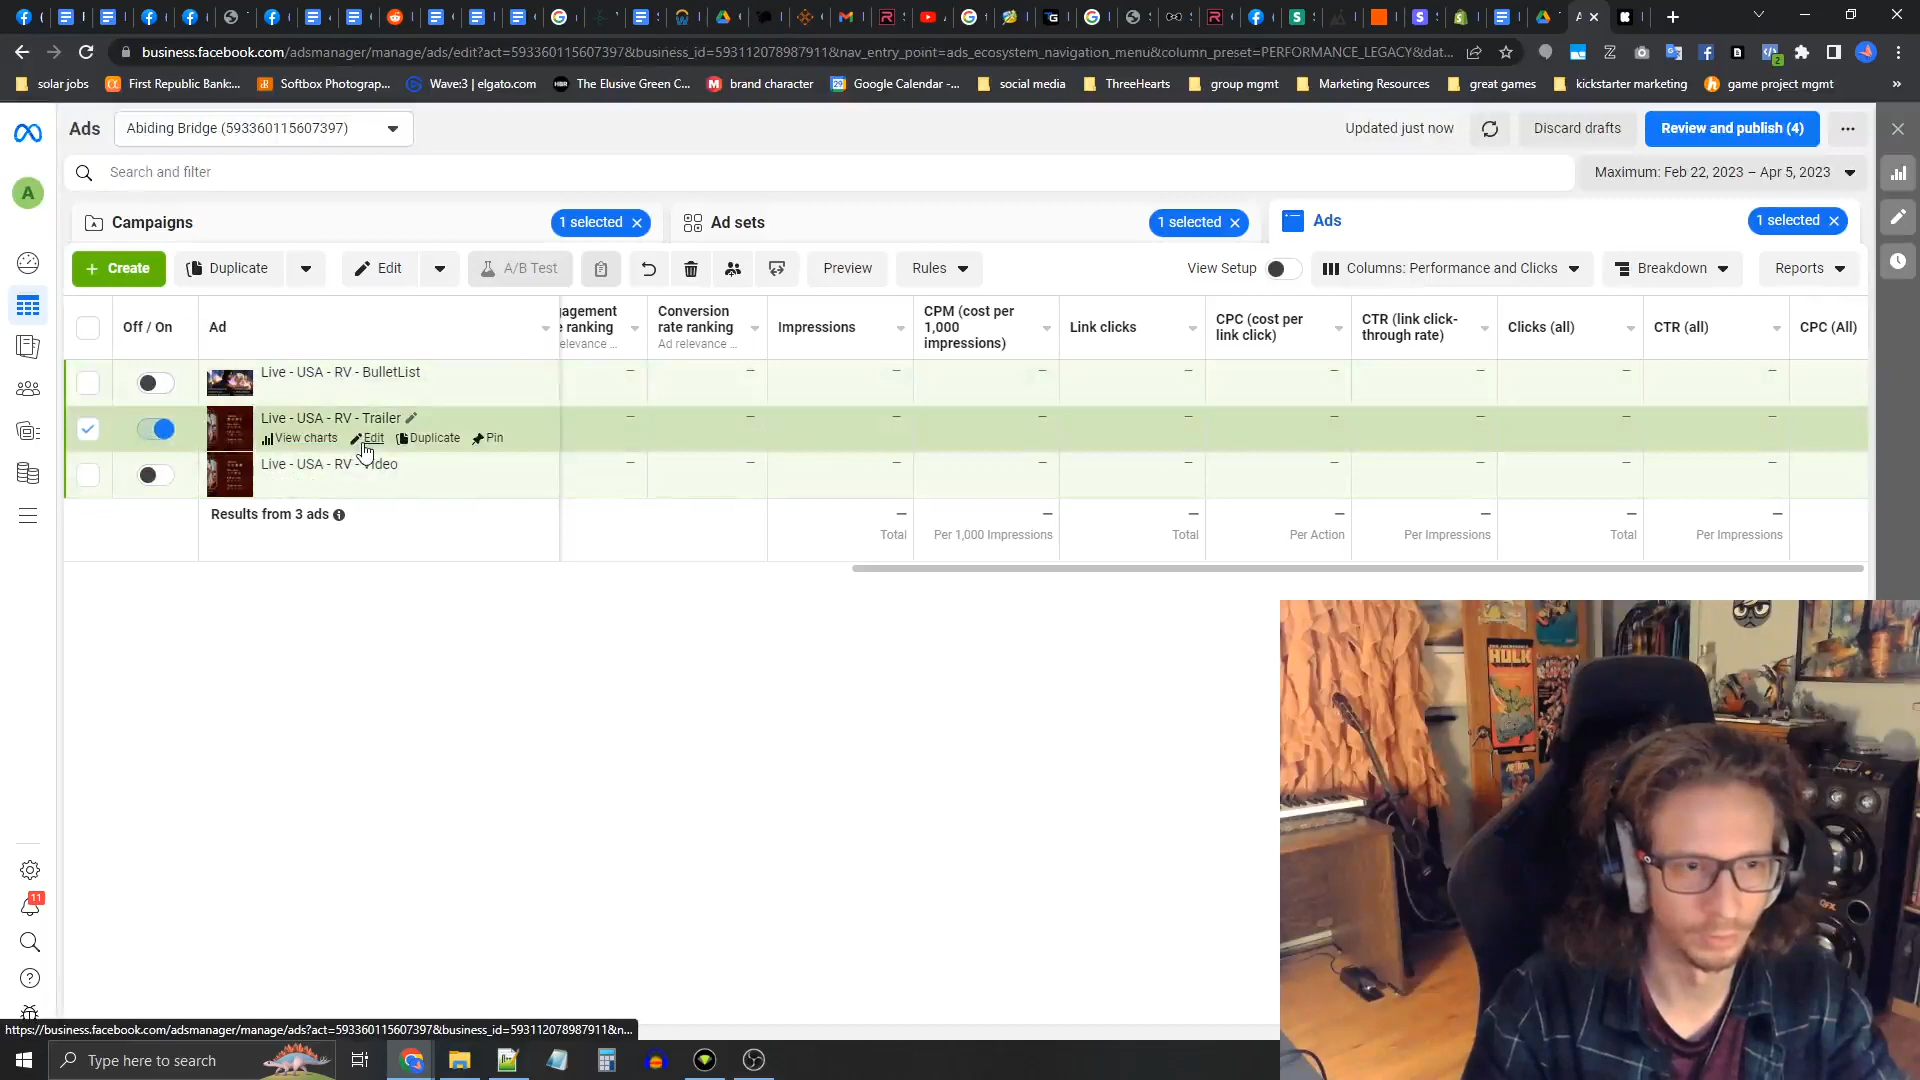 business.facebook.com/adsmanager/manage/ads/edit?act=593360115607397&business_id=593112078987911&nav_entry_point=ads_ecosystem_navigation_menu&column_preset=PERFORMANCE_LEGACY&dat...
solar jobs
First Republic Bank:...
Softbox Photograp...
Wave:3 | elgato.com
The Elusive Green C...
brand character
Google Calendar -...
social media
ThreeHearts
group mgmt
Marketing Resources
great games
kickstarter marketing
game project mgmt
Ads
Abiding Bridge (593360115607397)
Updated just now
Discard drafts
Review and publish (4)
A
Search and filter
Maximum: Feb 22, 2023 – Apr 5, 2023
Campaigns
1 selected
Ad sets
1 selected
Ads
1 selected
+ Create
Duplicate
Edit
A/B Test
Preview
Rules
View Setup
Columns: Performance and Clicks
Breakdown
Reports
Off / On
Ad
Conversion rate ranking
Ad relevance ...
Impressions
CPM (cost per 1,000 impressions)
Link clicks
CPC (cost per link click)
CTR (link click-through rate)
Clicks (all)
CTR (all)
CPC (All)
Live - USA - RV - BulletList
Live - USA - RV - Trailer
View charts
Edit
Duplicate
Pin
Live - USA - RV -
Results from 3 ads
Total
Per 1,000 Impressions
Total
Per Action
Per Impressions
Total
Per Impressions
11
https://business.facebook.com/adsmanager/manage/ads?act=593360115607397&business_id=593112078987911&n...
Type here to search
HULK